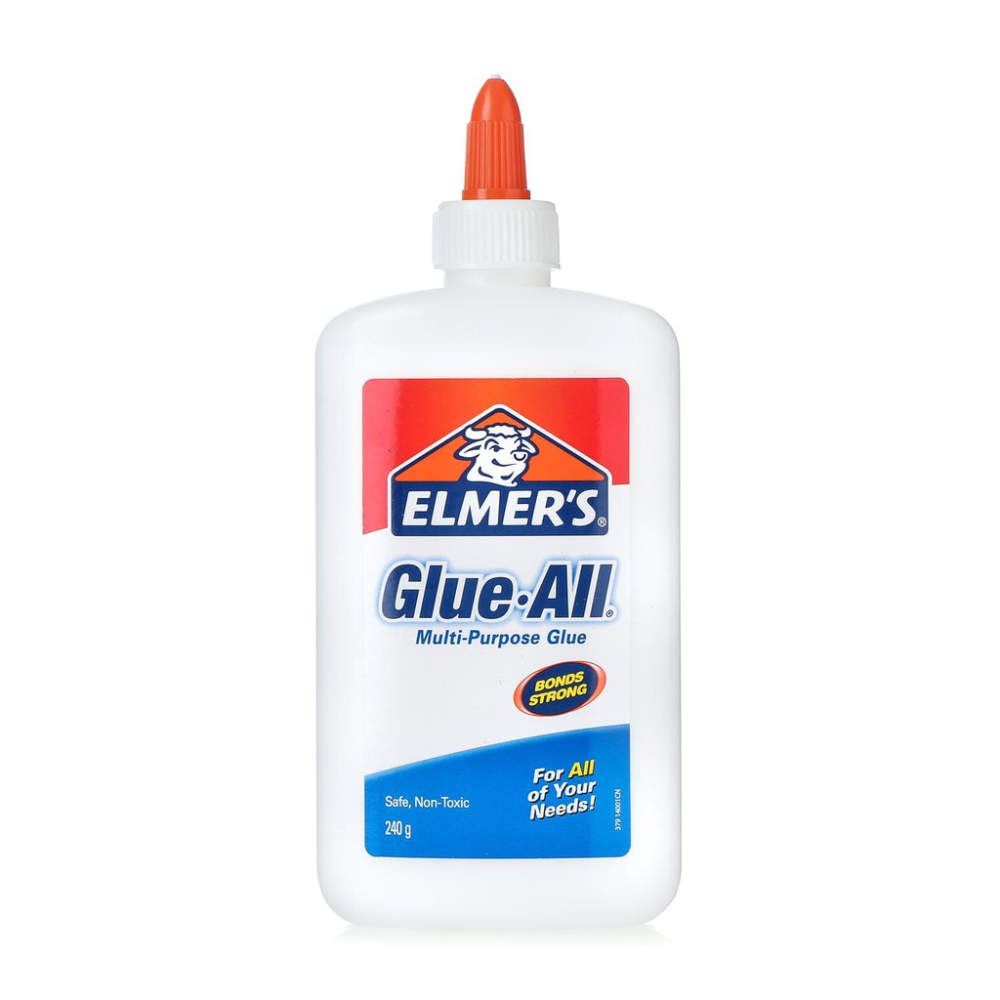 ELMER'S®
Glue·All®
Multi-Purpose Glue
BONDS
STRONG
For All
of Your
Needs!
Safe, Non-Toxic
240 g
379 14001CN